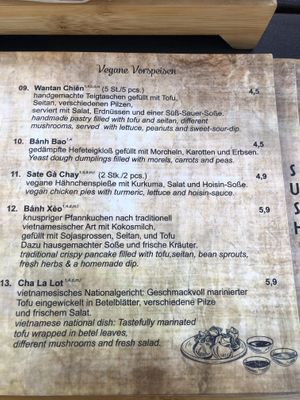 Vegane Vorspeisen
09. Wantan Chiên (5 St./5 pcs.) 4,5
handgemachte Teigtaschen gefüllt mit Tofu,
Seitan, verschiedenen Pilzen,
serviert mit Salat, Erdnüssen und einer Süß-Sauer-Soße.
handmade pastry filled with tofu and seitan, different
mushrooms, served with lettuce, peanuts and sweet-sour-dip.
10. Bánh Bao 4,5
gedämpfte Hefeteigkloß gefüllt mit Morcheln, Karotten und Erbsen.
Yeast dough dumplings filled with morels, carrots and peas.
11. Sate Gà Chay (2 Stk./2 pcs.) 4,9
vegane Hähnchenspieße mit Kurkuma, Salat und Hoisin-Soße.
vegan chicken pies with turmeric, lettuce and hoisin-sauce.
12. Bánh Xèo 5,9
knuspriger Pfannkuchen nach traditionell
vietnamesischer Art mit Kokosmilch,
gefüllt mit Sojasprossen, Seitan, und Tofu
Dazu hausgemachter Soße und frische Kräuter.
traditional crispy pancake filled with tofu,seitan, bean sprouts,
fresh herbs & a homemade dip.
13. Cha La Lot 5,9
vietnamesisches Nationalgericht; Geschmackvoll marinierter
Tofu eingewickelt in Betelblätter, verschiedene Pilze
und frischem Salat.
vietnamese national dish: Tastefully marinated
tofu wrapped in betel leaves,
different mushrooms and fresh salad.
S
U
S
H